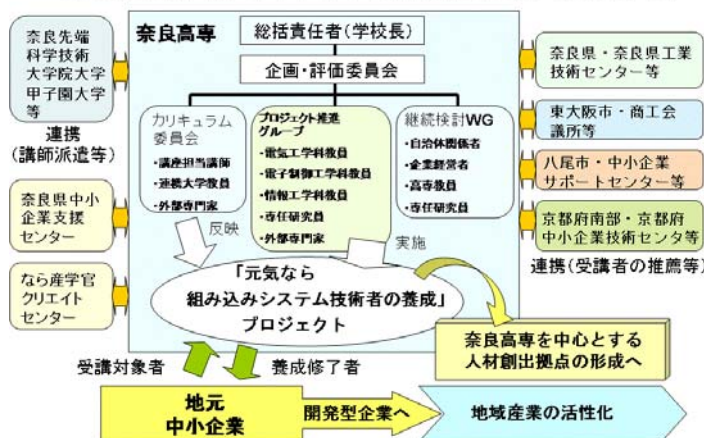 奈良先端
科学技術
大学院大学
甲子園大学
等
連携
(講師派遣等)
奈良県中小
企業支援
センター
なら産学官
クリエイト
センター
奈良高専
総括責任者(学校長)
企画・評価委員会
カリキュラム
委員会
・講座担当講師
・連携大学教員
・外部専門家
プロジェクト推進
グループ
・電気工学科教員
・電子制御工学科教員
・情報工学科教員
・専任研究員
・外部専門家
継続検討WG
・自治体関係者
・企業経営者
・高専教員
・専任研究員
反映
実施
「元気なら
組み込みシステム技術者の養成」
プロジェクト
奈良県・奈良県工業
技術センター等
東大阪市・商工会
議所等
八尾市・中小企業
サポートセンター等
京都府南部・京都府
中小企業技術センタ等
連携(受講者の推薦等)
奈良高専を中心とする
人材創出拠点の形成へ
受講対象者
養成修了者
地元
中小企業
開発型企業へ
地域産業の活性化